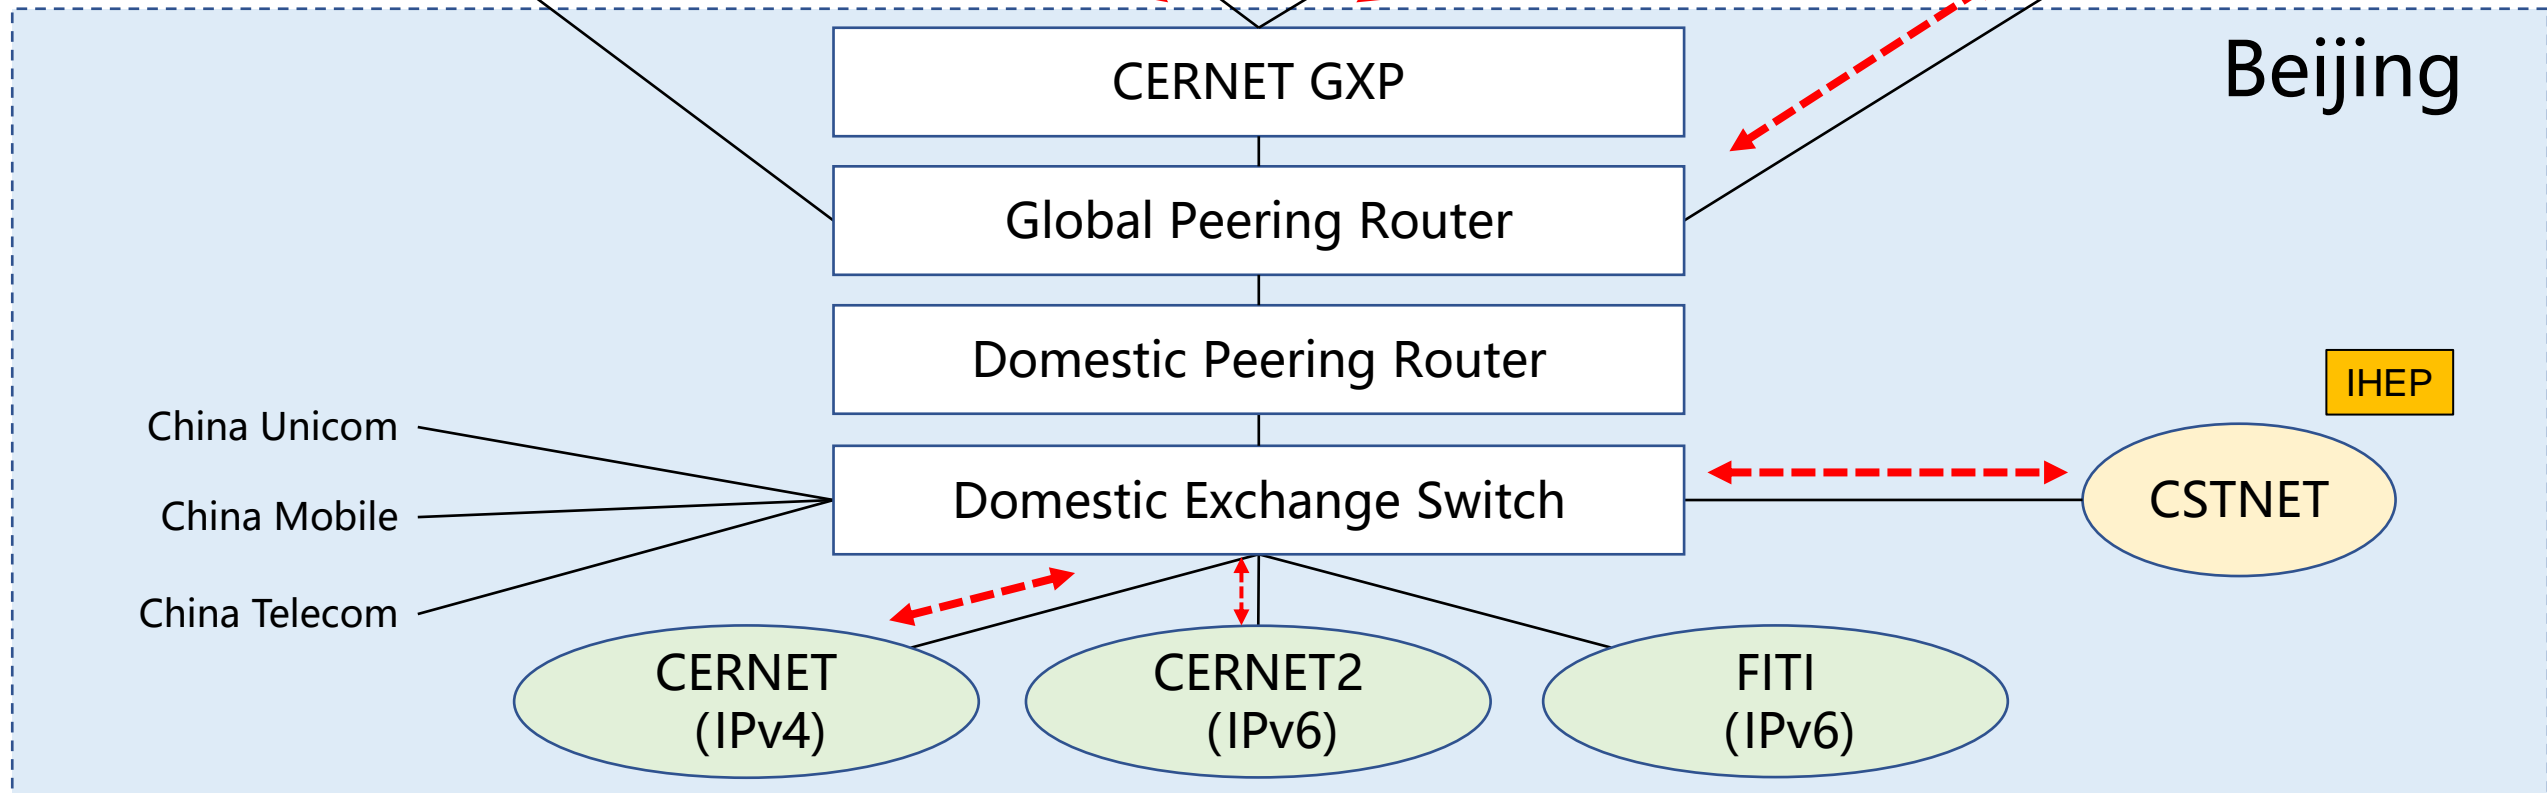 Beijing
CERNET GXP
Global Peering Router
Domestic Peering Router
IHEP
China Unicom
China Mobile
China Telecom
Domestic Exchange Switch
CSTNET
CERNET
(IPv4)
CERNET2
(IPv6)
FITI
(IPv6)